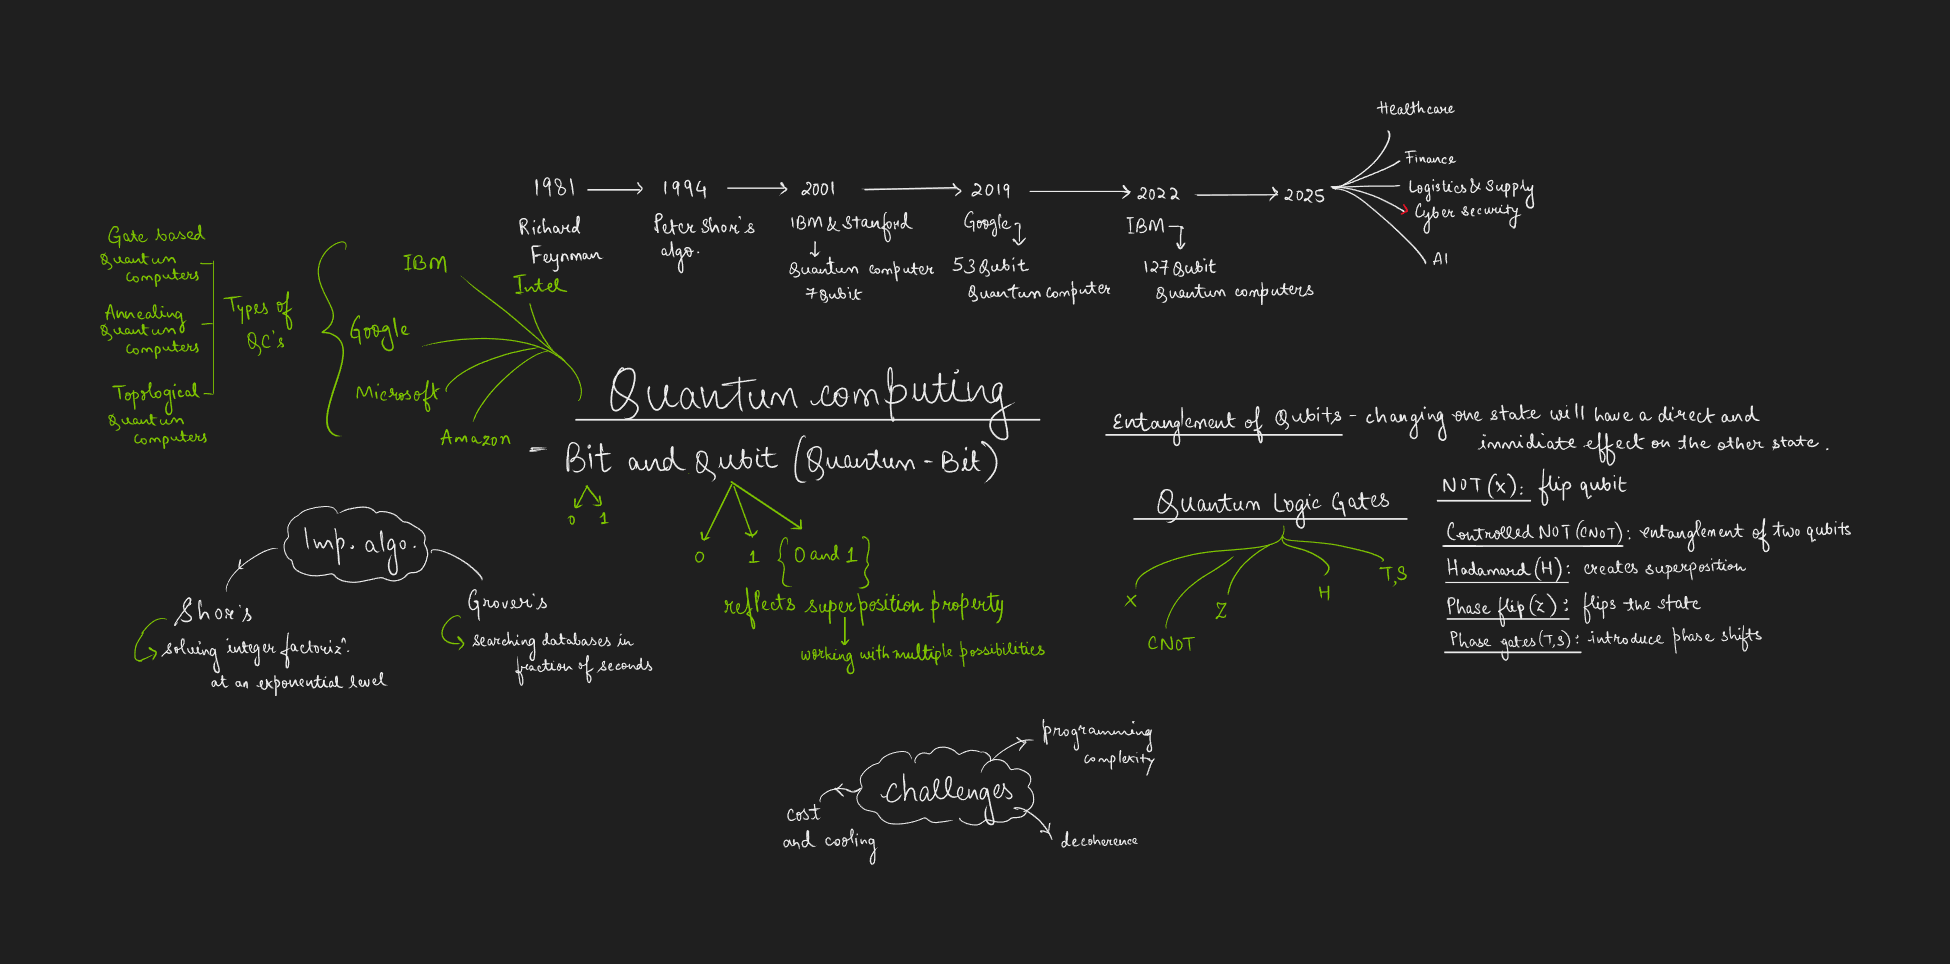 Healthcare
Finance
Logistics & Supply
Cyber security
AI
1981
1994
2001
2019
2022
2025
Richard
Feynman
Peter Shor's
algo.
IBM & Stanford
Quantum computer
7 Qubit
Google
53 Qubit
Quantum computer
IBM
127 Qubit
Quantum computers
Gate based
Quantum
computers
Annealing
Quantum
computers
Topological
Quantum
computers
Types of
QC's
IBM
Intel
Google
Microsoft
Amazon
Quantum computing
- Bit and Qubit (Quantum-Bit)
0 1
0 1 {0 and 1}
reflects superposition property
working with multiple possibilities
Entanglement of Qubits - changing one state will have a direct and
immidiate effect on the other state.
Quantum Logic Gates
X
CNOT
Z
H
T,S
NOT (X): flip qubit
Controlled NOT (CNOT): entanglement of two qubits
Hadamard (H): creates superposition
Phase flip (Z): flips the state
Phase gates (T,S): introduce phase shifts
Imp. algo.
Shor's
solving integer factorizn.
at an exponential level
Grover's
searching databases in
fraction of seconds
challenges
programming
complexity
cost
and cooling
decoherence